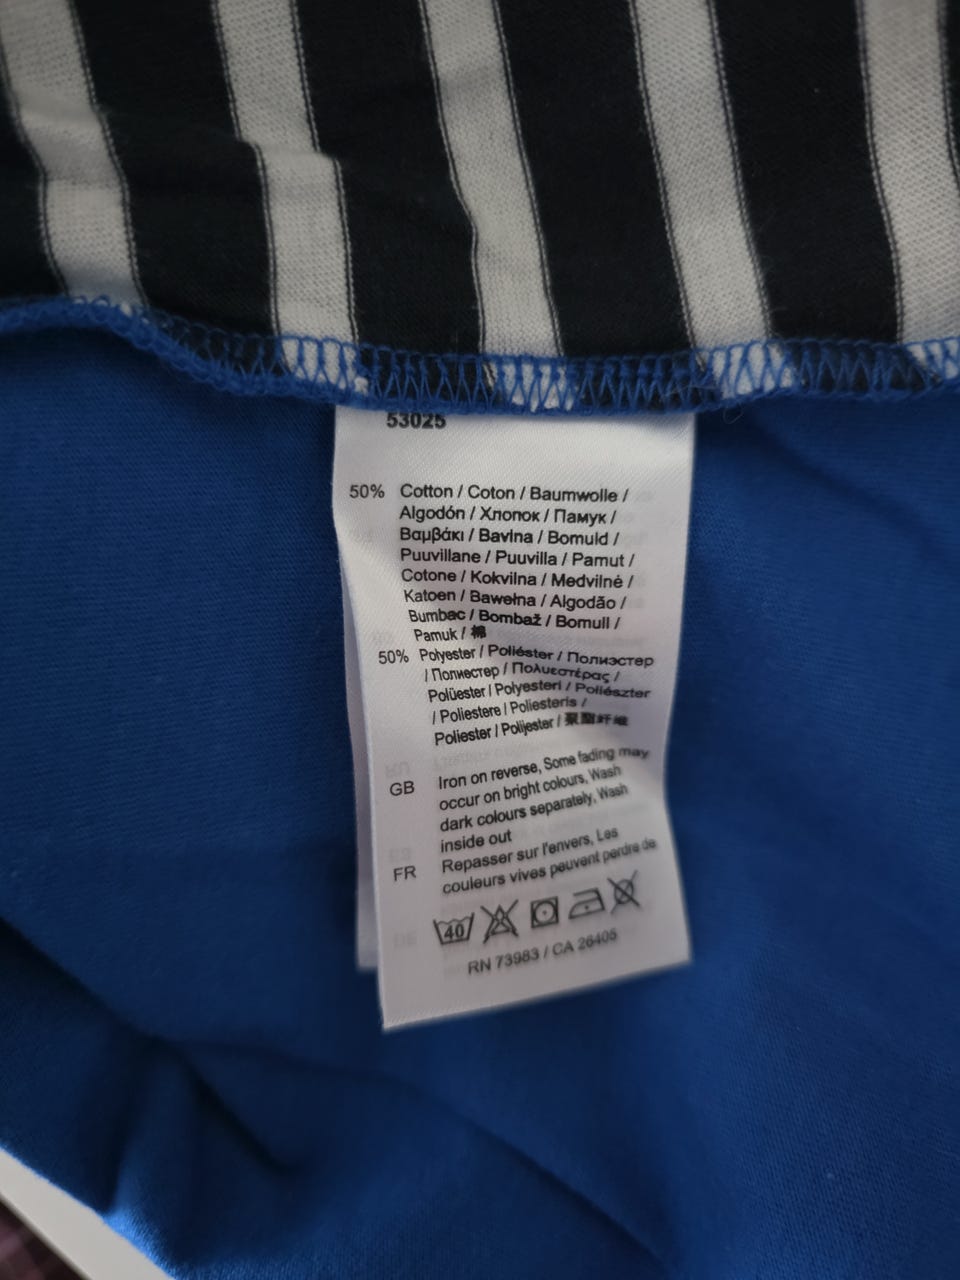 53025
50% Cotton / Coton / Baumwolle /
Algodón / Хлопок / Памук /
Βαμβάκι / Bavlna / Bomuld /
Puuvillane / Puuvilla / Pamut /
Cotone / Kokvilna / Medvilnė /
Katoen / Bawełna / Algodão /
Bumbac / Bombaž / Bomull /
Pamuk / 棉
50% Polyester / Poliéster / Полиэстер
/ Полиестер / Πολυεστέρας /
Polüester / Polyesteri / Poliészter
/ Poliestere / Poliesteris /
Poliester / Polijester / 聚酯纤维
GB Iron on reverse, Some fading may
occur on bright colours, Wash
dark colours separately, Wash
inside out
FR Repasser sur l'envers, Les
couleurs vives peuvent perdre de
40
RN 73983 / CA 26405